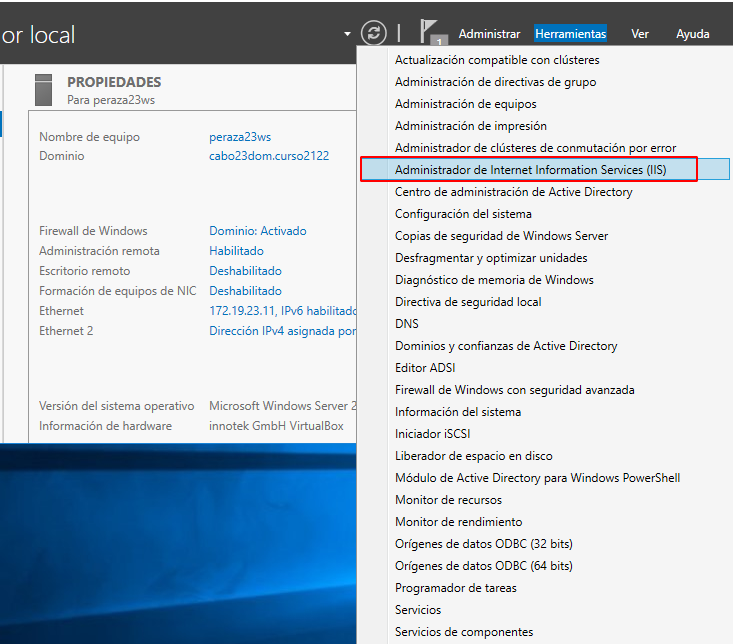 or local
1
Administrar
Herramientas
Ver
Ayuda
PROPIEDADES
Para peraza23ws
Nombre de equipo peraza23ws
Dominio cabo23dom.curso2122
Firewall de Windows Dominio: Activado
Administración remota Habilitado
Escritorio remoto Deshabilitado
Formación de equipos de NIC Deshabilitado
Ethernet 172.19.23.11, IPv6 habilitado
Ethernet 2 Dirección IPv4 asignada por
Versión del sistema operativo Microsoft Windows Server 2
Información de hardware innotek GmbH VirtualBox
Actualización compatible con clústeres
Administración de directivas de grupo
Administración de equipos
Administración de impresión
Administrador de clústeres de conmutación por error
Administrador de Internet Information Services (IIS)
Centro de administración de Active Directory
Configuración del sistema
Copias de seguridad de Windows Server
Desfragmentar y optimizar unidades
Diagnóstico de memoria de Windows
Directiva de seguridad local
DNS
Dominios y confianzas de Active Directory
Editor ADSI
Firewall de Windows con seguridad avanzada
Información del sistema
Iniciador iSCSI
Liberador de espacio en disco
Módulo de Active Directory para Windows PowerShell
Monitor de recursos
Monitor de rendimiento
Orígenes de datos ODBC (32 bits)
Orígenes de datos ODBC (64 bits)
Programador de tareas
Servicios
Servicios de componentes